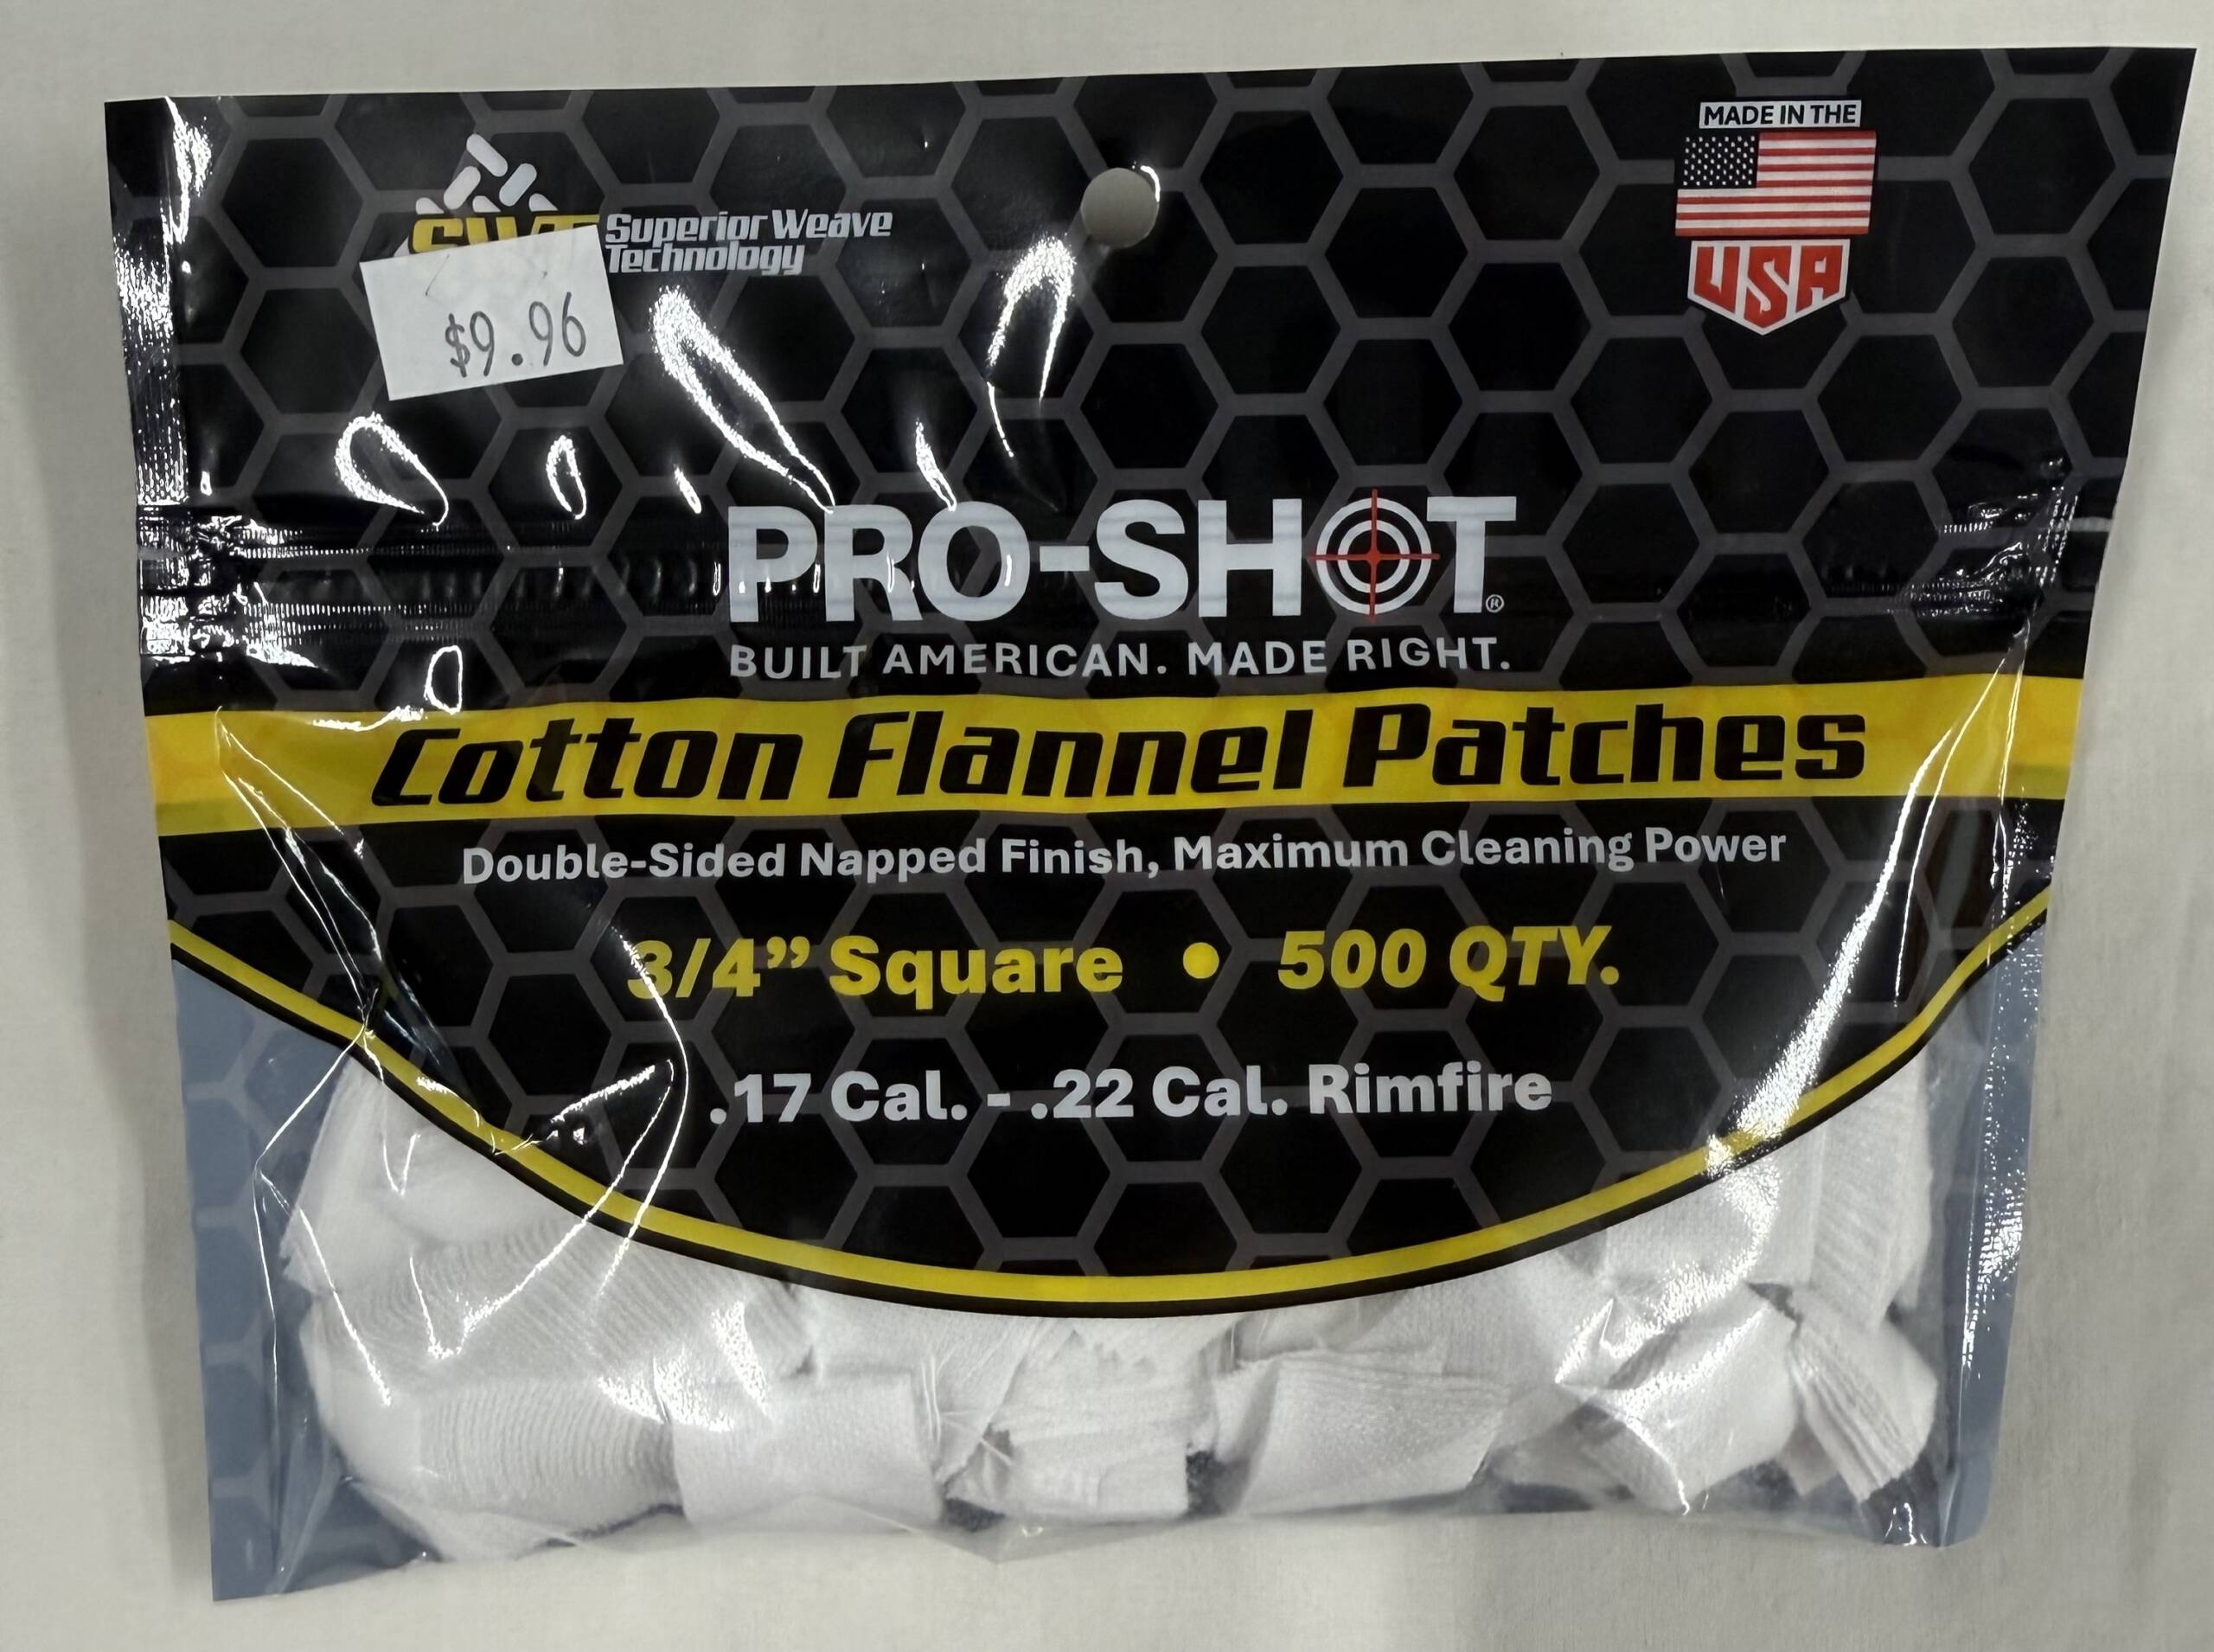 MADE IN THE
USA
SWT Superior Weave
Technology
$9.96
PRO-SHOT®
BUILT AMERICAN. MADE RIGHT.
Cotton Flannel Patches
Double-Sided Napped Finish, Maximum Cleaning Power
3/4” Square • 500 QTY.
.17 Cal. - .22 Cal. Rimfire